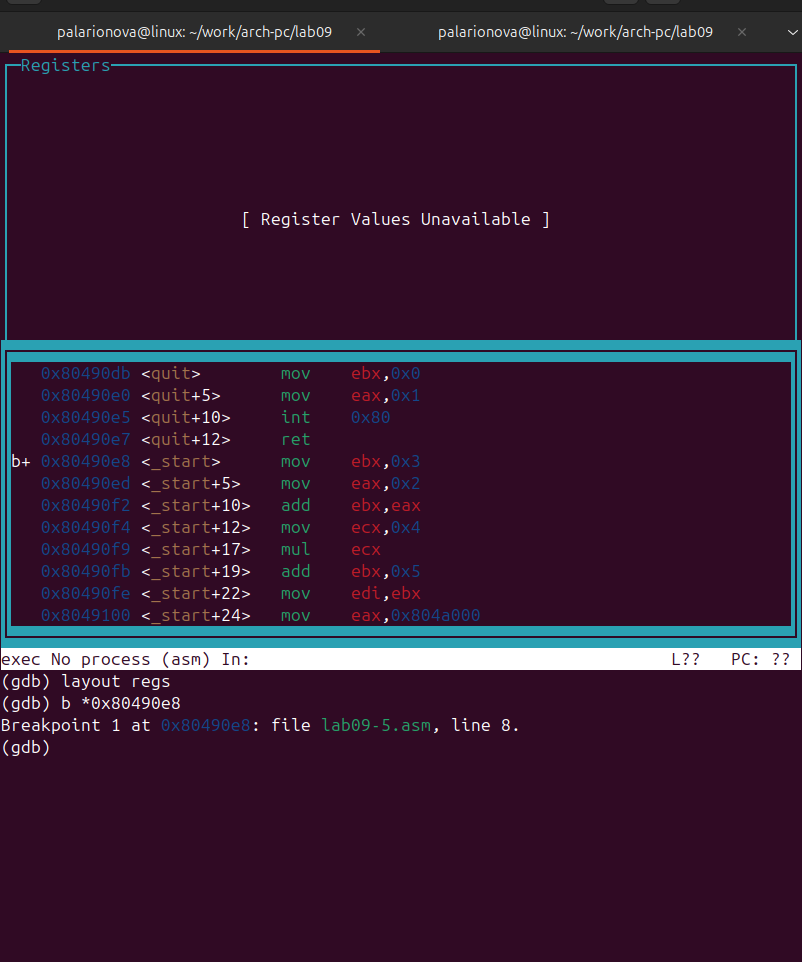 palarionova@linux: ~/work/arch-pc/lab09 × palarionova@linux: ~/work/arch-pc/lab09 ×
Registers
[ Register Values Unavailable ]
0x80490db <quit> mov ebx,0x0
0x80490e0 <quit+5> mov eax,0x1
0x80490e5 <quit+10> int 0x80
0x80490e7 <quit+12> ret
b+ 0x80490e8 <_start> mov ebx,0x3
0x80490ed <_start+5> mov eax,0x2
0x80490f2 <_start+10> add ebx,eax
0x80490f4 <_start+12> mov ecx,0x4
0x80490f9 <_start+17> mul ecx
0x80490fb <_start+19> add ebx,0x5
0x80490fe <_start+22> mov edi,ebx
0x8049100 <_start+24> mov eax,0x804a000
exec No process (asm) In: L?? PC: ??
(gdb) layout regs
(gdb) b *0x80490e8
Breakpoint 1 at 0x80490e8: file lab09-5.asm, line 8.
(gdb)